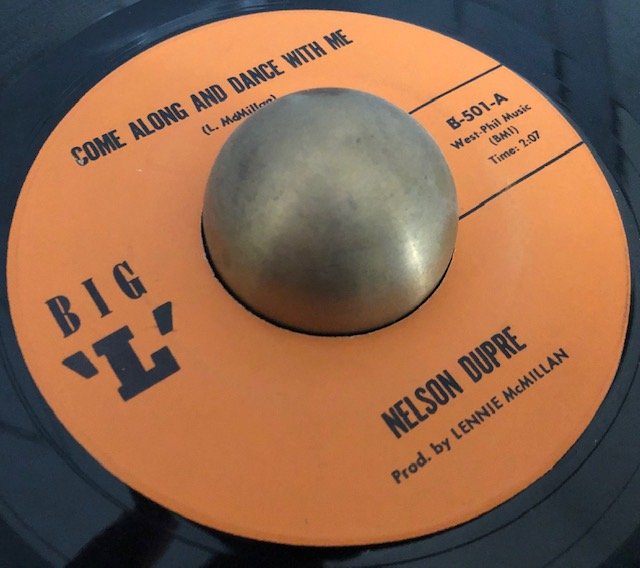 COME ALONG AND DANCE WITH ME
(L. McMillan)
B-501-A
West-Phil Music
(BMI)
Time: 2:07
BIG
'L'
NELSON DUPRE
Prod. by LENNIE McMILLAN